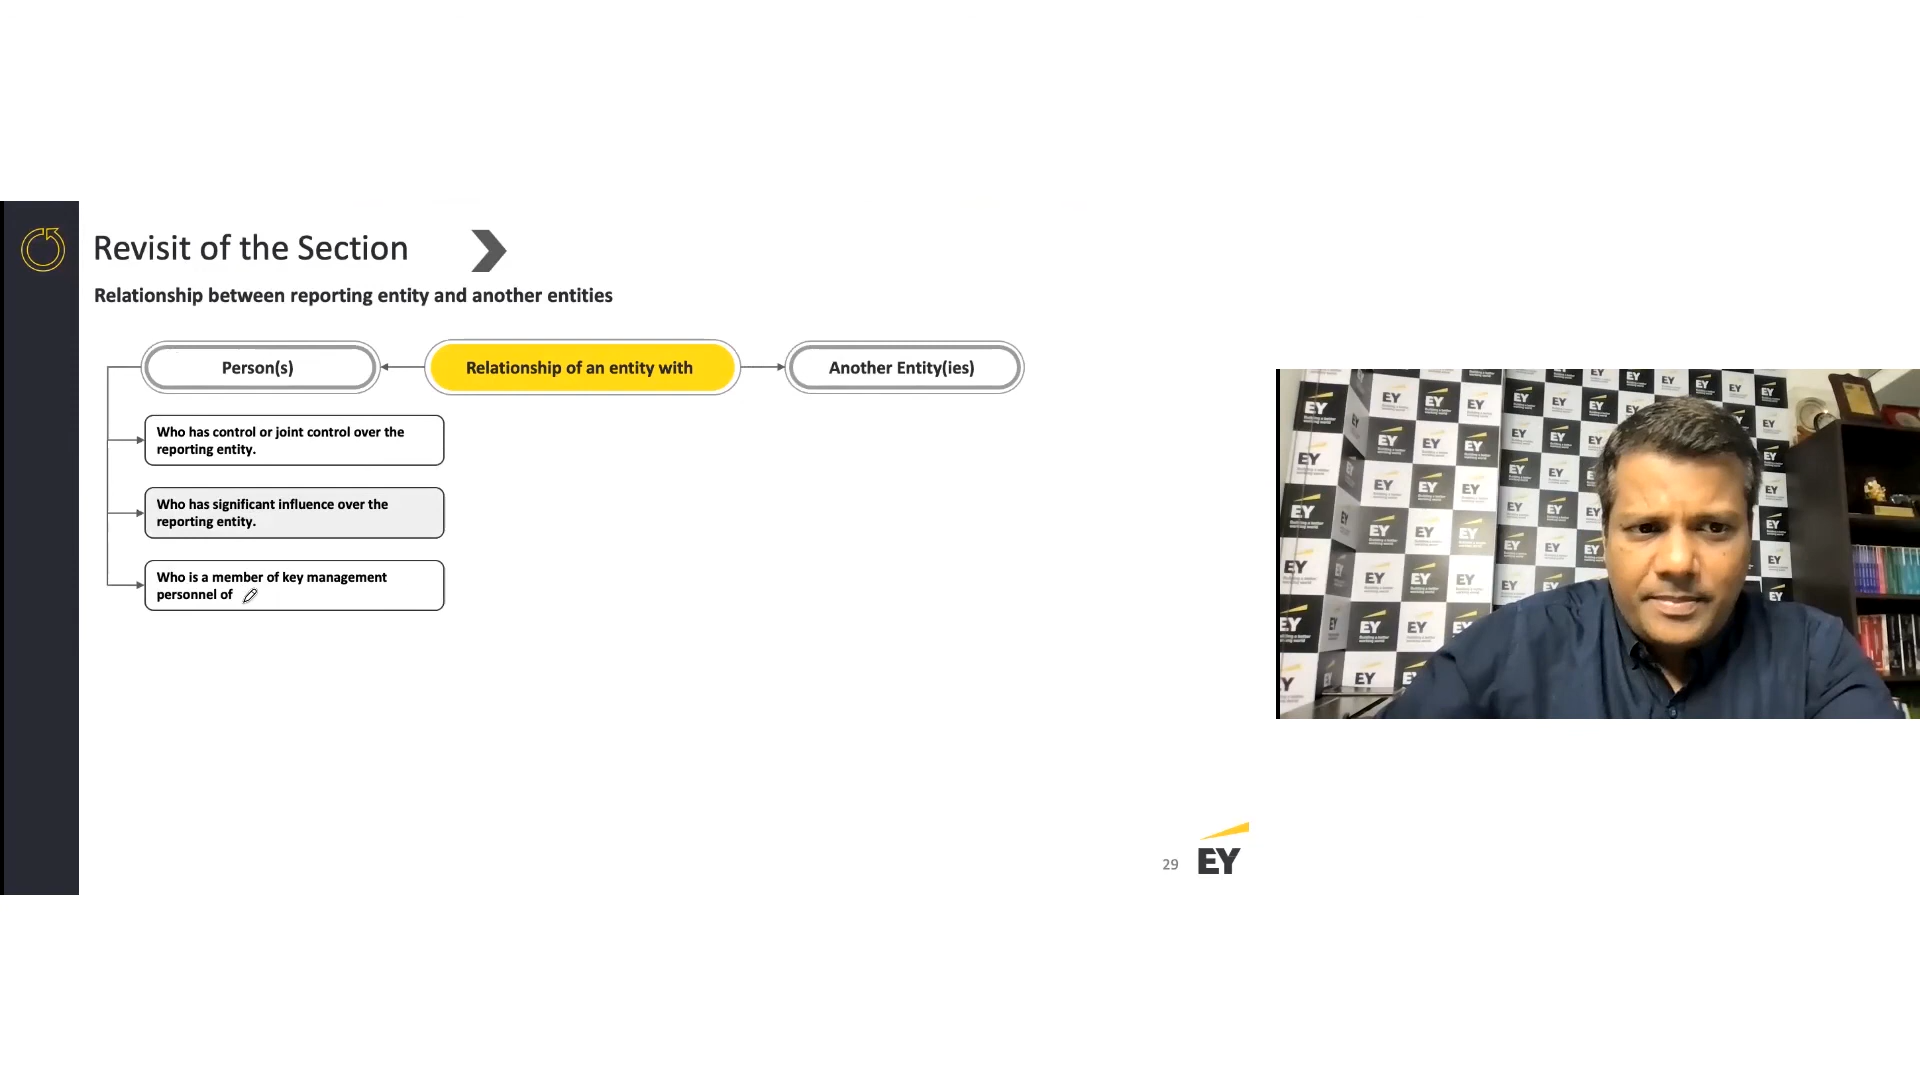 Revisit of the Section
Relationship between reporting entity and another entities
Person(s)
Relationship of an entity with
Another Entity(ies)
Who has control or joint control over the
reporting entity.
Who has significant influence over the
reporting entity.
Who is a member of key management
personnel of
29
EY